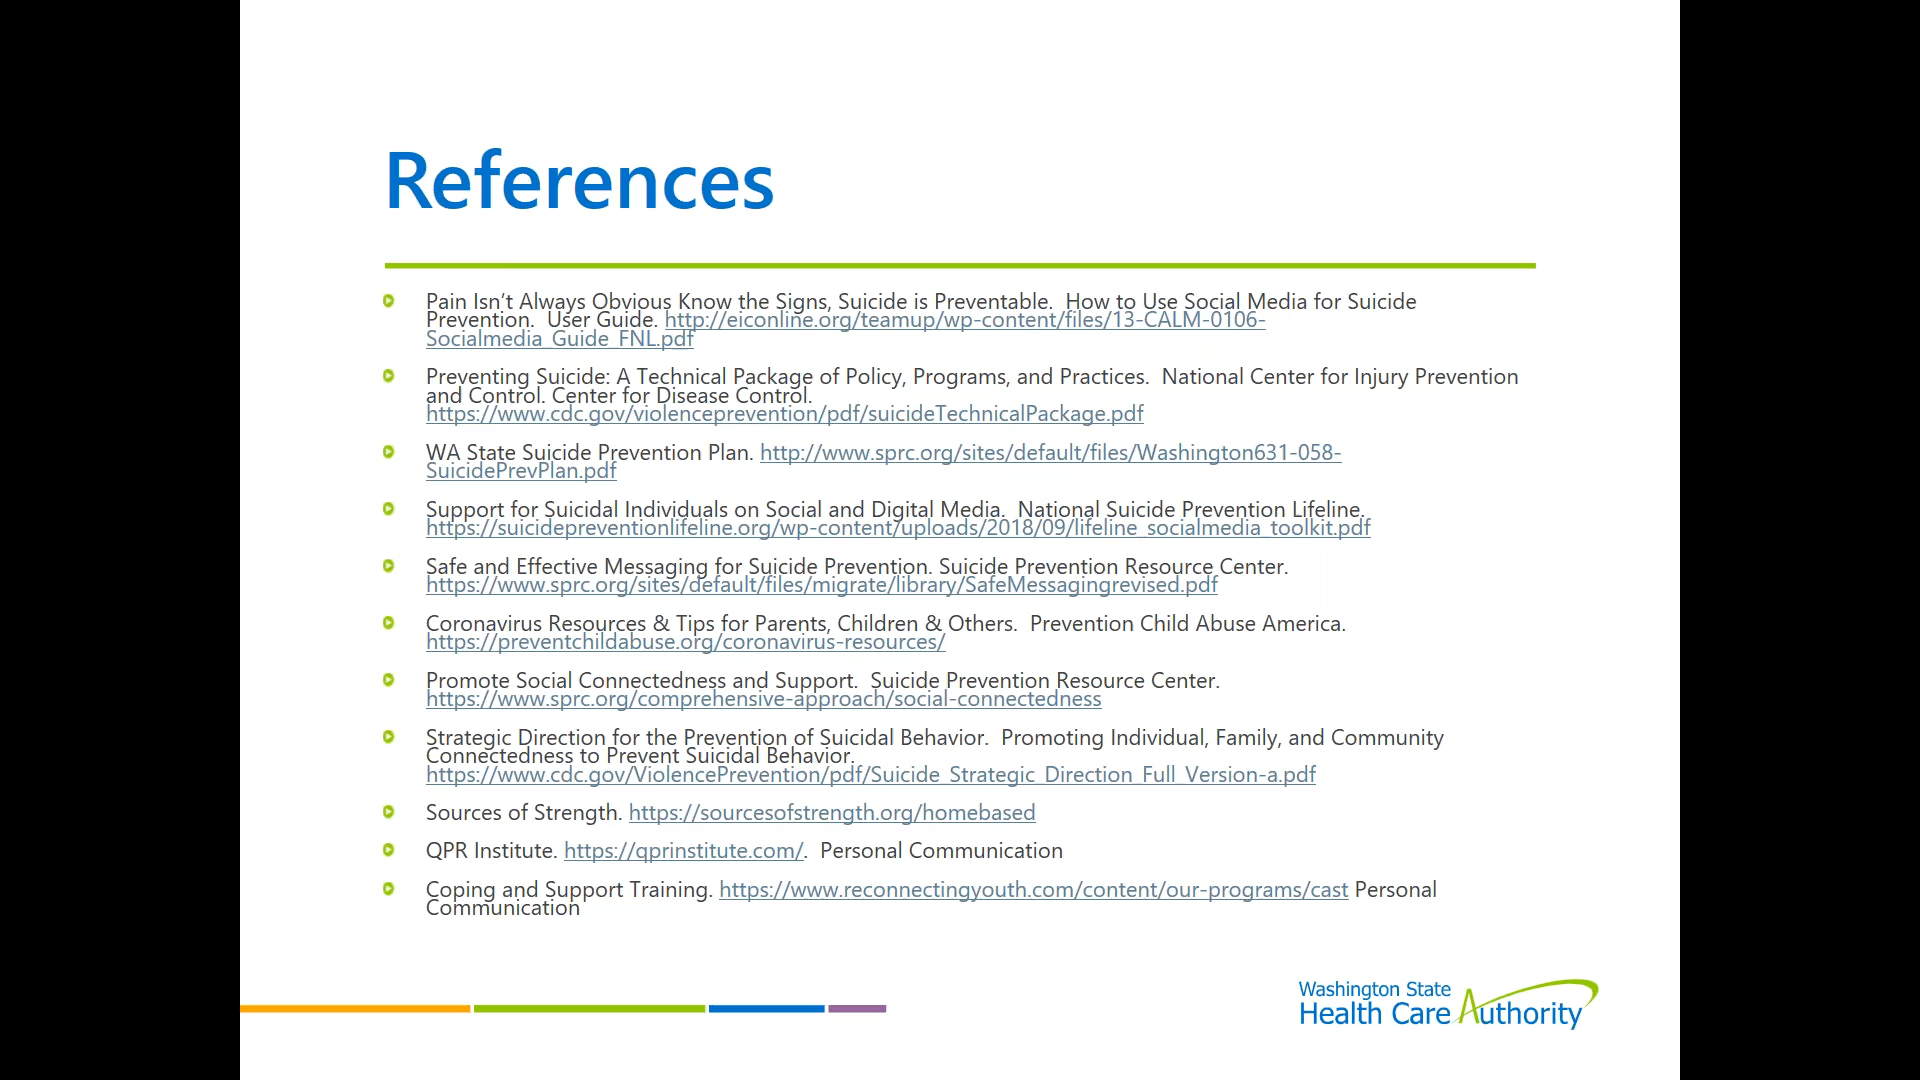 References
Pain Isn’t Always Obvious Know the Signs, Suicide is Preventable.  How to Use Social Media for Suicide
Prevention.  User Guide. http://eiconline.org/teamup/wp-content/files/13-CALM-0106-
Socialmedia_Guide_FNL.pdf
Preventing Suicide: A Technical Package of Policy, Programs, and Practices.  National Center for Injury Prevention
and Control. Center for Disease Control.
https://www.cdc.gov/violenceprevention/pdf/suicideTechnicalPackage.pdf
WA State Suicide Prevention Plan. http://www.sprc.org/sites/default/files/Washington631-058-
SuicidePrevPlan.pdf
Support for Suicidal Individuals on Social and Digital Media.  National Suicide Prevention Lifeline.
https://suicidepreventionlifeline.org/wp-content/uploads/2018/09/lifeline_socialmedia_toolkit.pdf
Safe and Effective Messaging for Suicide Prevention. Suicide Prevention Resource Center.
https://www.sprc.org/sites/default/files/migrate/library/SafeMessagingrevised.pdf
Coronavirus Resources & Tips for Parents, Children & Others.  Prevention Child Abuse America.
https://preventchildabuse.org/coronavirus-resources/
Promote Social Connectedness and Support.  Suicide Prevention Resource Center.
https://www.sprc.org/comprehensive-approach/social-connectedness
Strategic Direction for the Prevention of Suicidal Behavior.  Promoting Individual, Family, and Community
Connectedness to Prevent Suicidal Behavior.
https://www.cdc.gov/ViolencePrevention/pdf/Suicide_Strategic_Direction_Full_Version-a.pdf
Sources of Strength. https://sourcesofstrength.org/homebased
QPR Institute. https://qprinstitute.com/.  Personal Communication
Coping and Support Training. https://www.reconnectingyouth.com/content/our-programs/cast Personal
Communication
Washington State
Health Care Authority